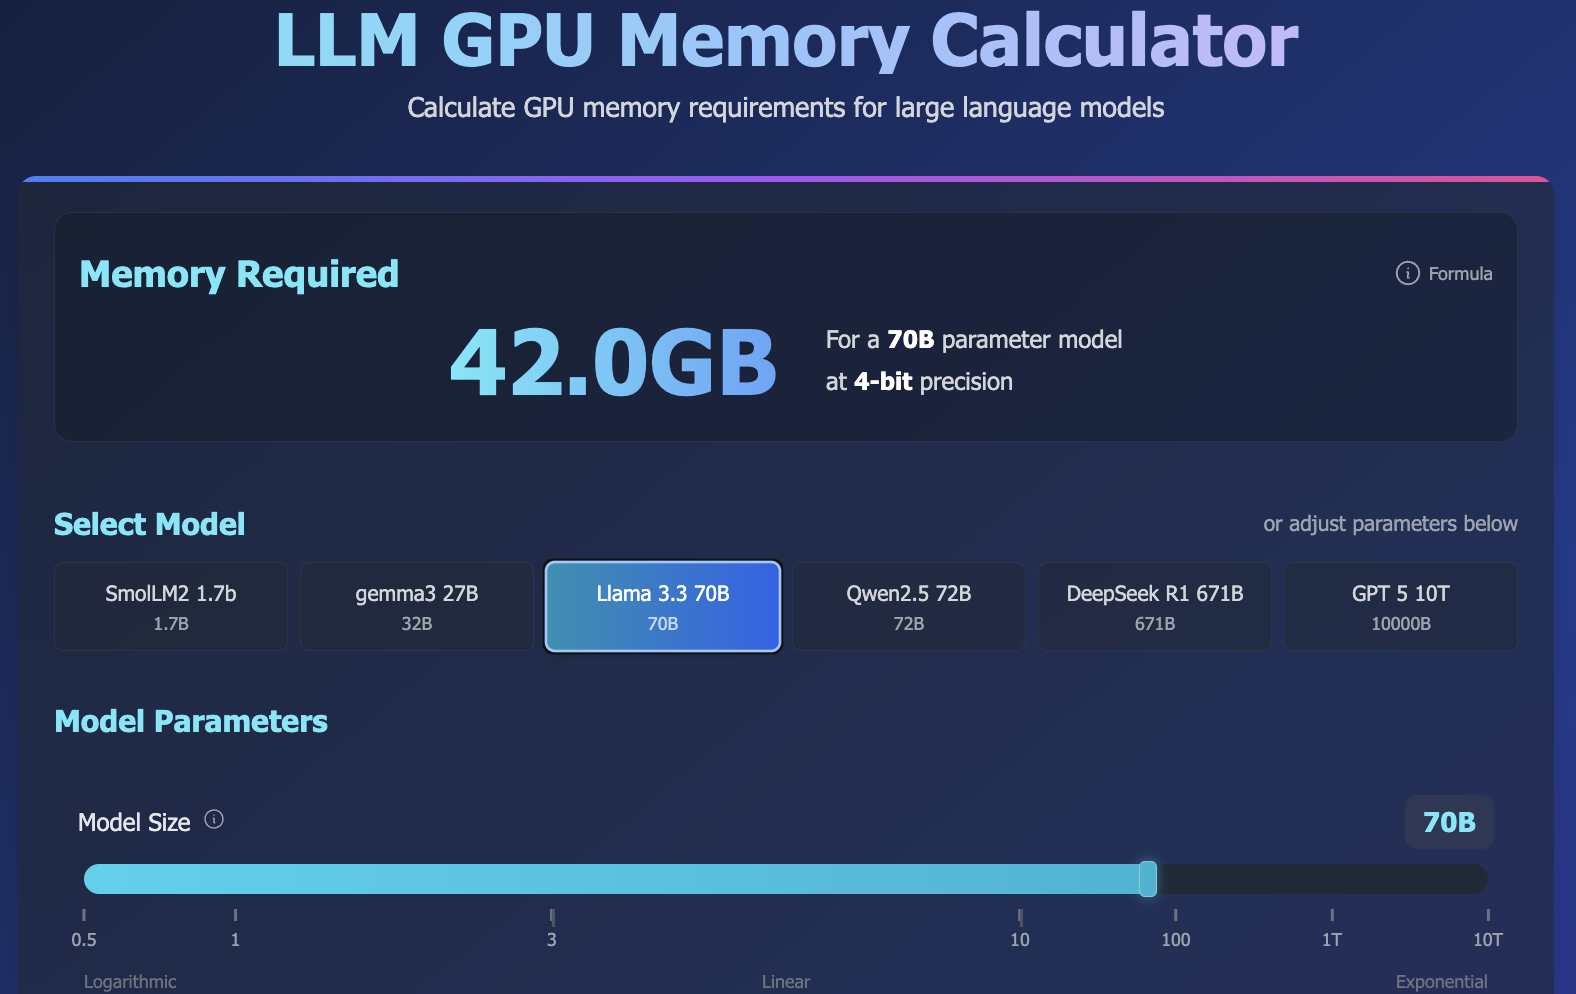 LLM GPU Memory Calculator
Calculate GPU memory requirements for large language models
Memory Required
Formula
42.0GB
For a 70B parameter model
at 4-bit precision
Select Model
or adjust parameters below
SmolLM2 1.7b
1.7B
gemma3 27B
32B
Llama 3.3 70B
70B
Qwen2.5 72B
72B
DeepSeek R1 671B
671B
GPT 5 10T
10000B
Model Parameters
Model Size
70B
0.5 1 3 10 100 1T 10T
Logarithmic Linear Exponential